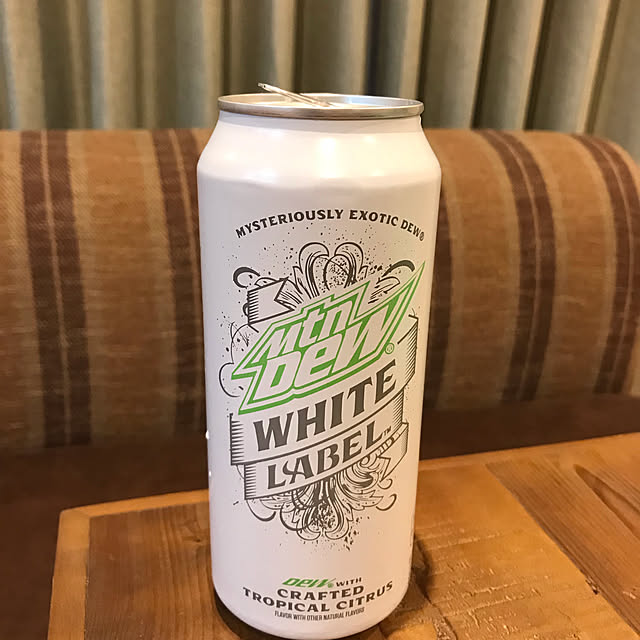 MYSTERIOUSLY EXOTIC DEW®
mtn
DEW®
WHITE
LABEL™
DEW® WITH
CRAFTED
TROPICAL CITRUS
FLAVOR WITH OTHER NATURAL FLAVORS